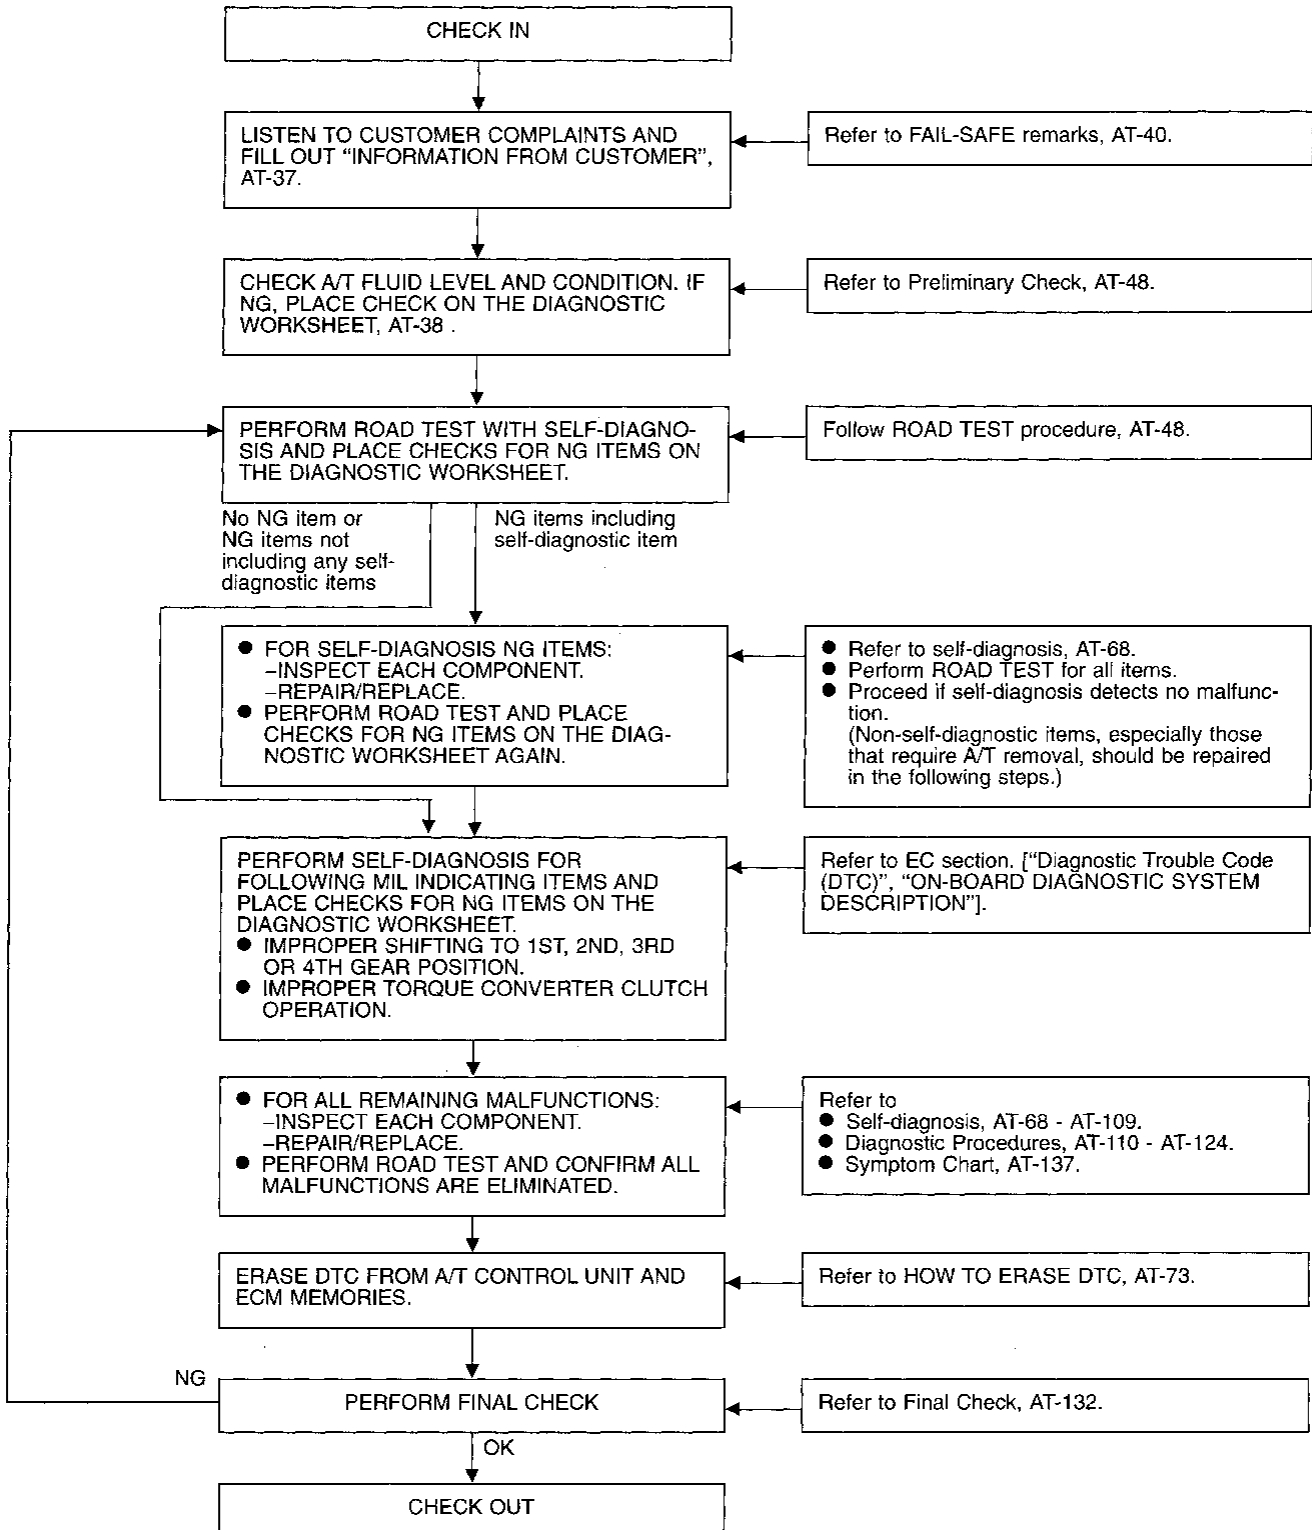 CHECK IN
LISTEN TO CUSTOMER COMPLAINTS AND
FILL OUT “INFORMATION FROM CUSTOMER”,
AT-37.
Refer to FAIL-SAFE remarks, AT-40.
CHECK A/T FLUID LEVEL AND CONDITION. IF
NG, PLACE CHECK ON THE DIAGNOSTIC
WORKSHEET, AT-38 .
Refer to Preliminary Check, AT-48.
PERFORM ROAD TEST WITH SELF-DIAGNO-
SIS AND PLACE CHECKS FOR NG ITEMS ON
THE DIAGNOSTIC WORKSHEET.
Follow ROAD TEST procedure, AT-48.
No NG item or
NG items not
including any self-
diagnostic items
NG items including
self-diagnostic item
● FOR SELF-DIAGNOSIS NG ITEMS:
–INSPECT EACH COMPONENT.
–REPAIR/REPLACE.
● PERFORM ROAD TEST AND PLACE
CHECKS FOR NG ITEMS ON THE DIAG-
NOSTIC WORKSHEET AGAIN.
● Refer to self-diagnosis, AT-68.
● Perform ROAD TEST for all items.
● Proceed if self-diagnosis detects no malfunc-
tion.
(Non-self-diagnostic items, especially those
that require A/T removal, should be repaired
in the following steps.)
PERFORM SELF-DIAGNOSIS FOR
FOLLOWING MIL INDICATING ITEMS AND
PLACE CHECKS FOR NG ITEMS ON THE
DIAGNOSTIC WORKSHEET.
● IMPROPER SHIFTING TO 1ST, 2ND, 3RD
OR 4TH GEAR POSITION.
● IMPROPER TORQUE CONVERTER CLUTCH
OPERATION.
Refer to EC section. [“Diagnostic Trouble Code
(DTC)”, “ON-BOARD DIAGNOSTIC SYSTEM
DESCRIPTION”].
● FOR ALL REMAINING MALFUNCTIONS:
–INSPECT EACH COMPONENT.
–REPAIR/REPLACE.
● PERFORM ROAD TEST AND CONFIRM ALL
MALFUNCTIONS ARE ELIMINATED.
Refer to
● Self-diagnosis, AT-68 - AT-109.
● Diagnostic Procedures, AT-110 - AT-124.
● Symptom Chart, AT-137.
ERASE DTC FROM A/T CONTROL UNIT AND
ECM MEMORIES.
Refer to HOW TO ERASE DTC, AT-73.
NG
PERFORM FINAL CHECK
Refer to Final Check, AT-132.
OK
CHECK OUT